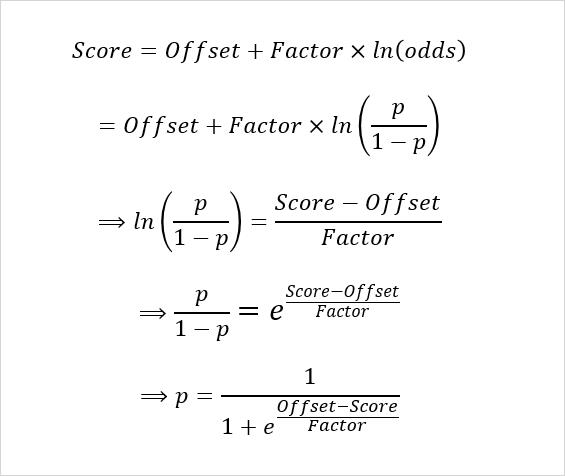 Score = Offset + Factor × ln(odds)
= Offset + Factor × ln(p / (1 − p))
⟹ ln(p / (1 − p)) = (Score − Offset) / Factor
⟹ p / (1 − p) = e^((Score−Offset) / Factor)
⟹ p = 1 / (1 + e^((Offset−Score) / Factor))